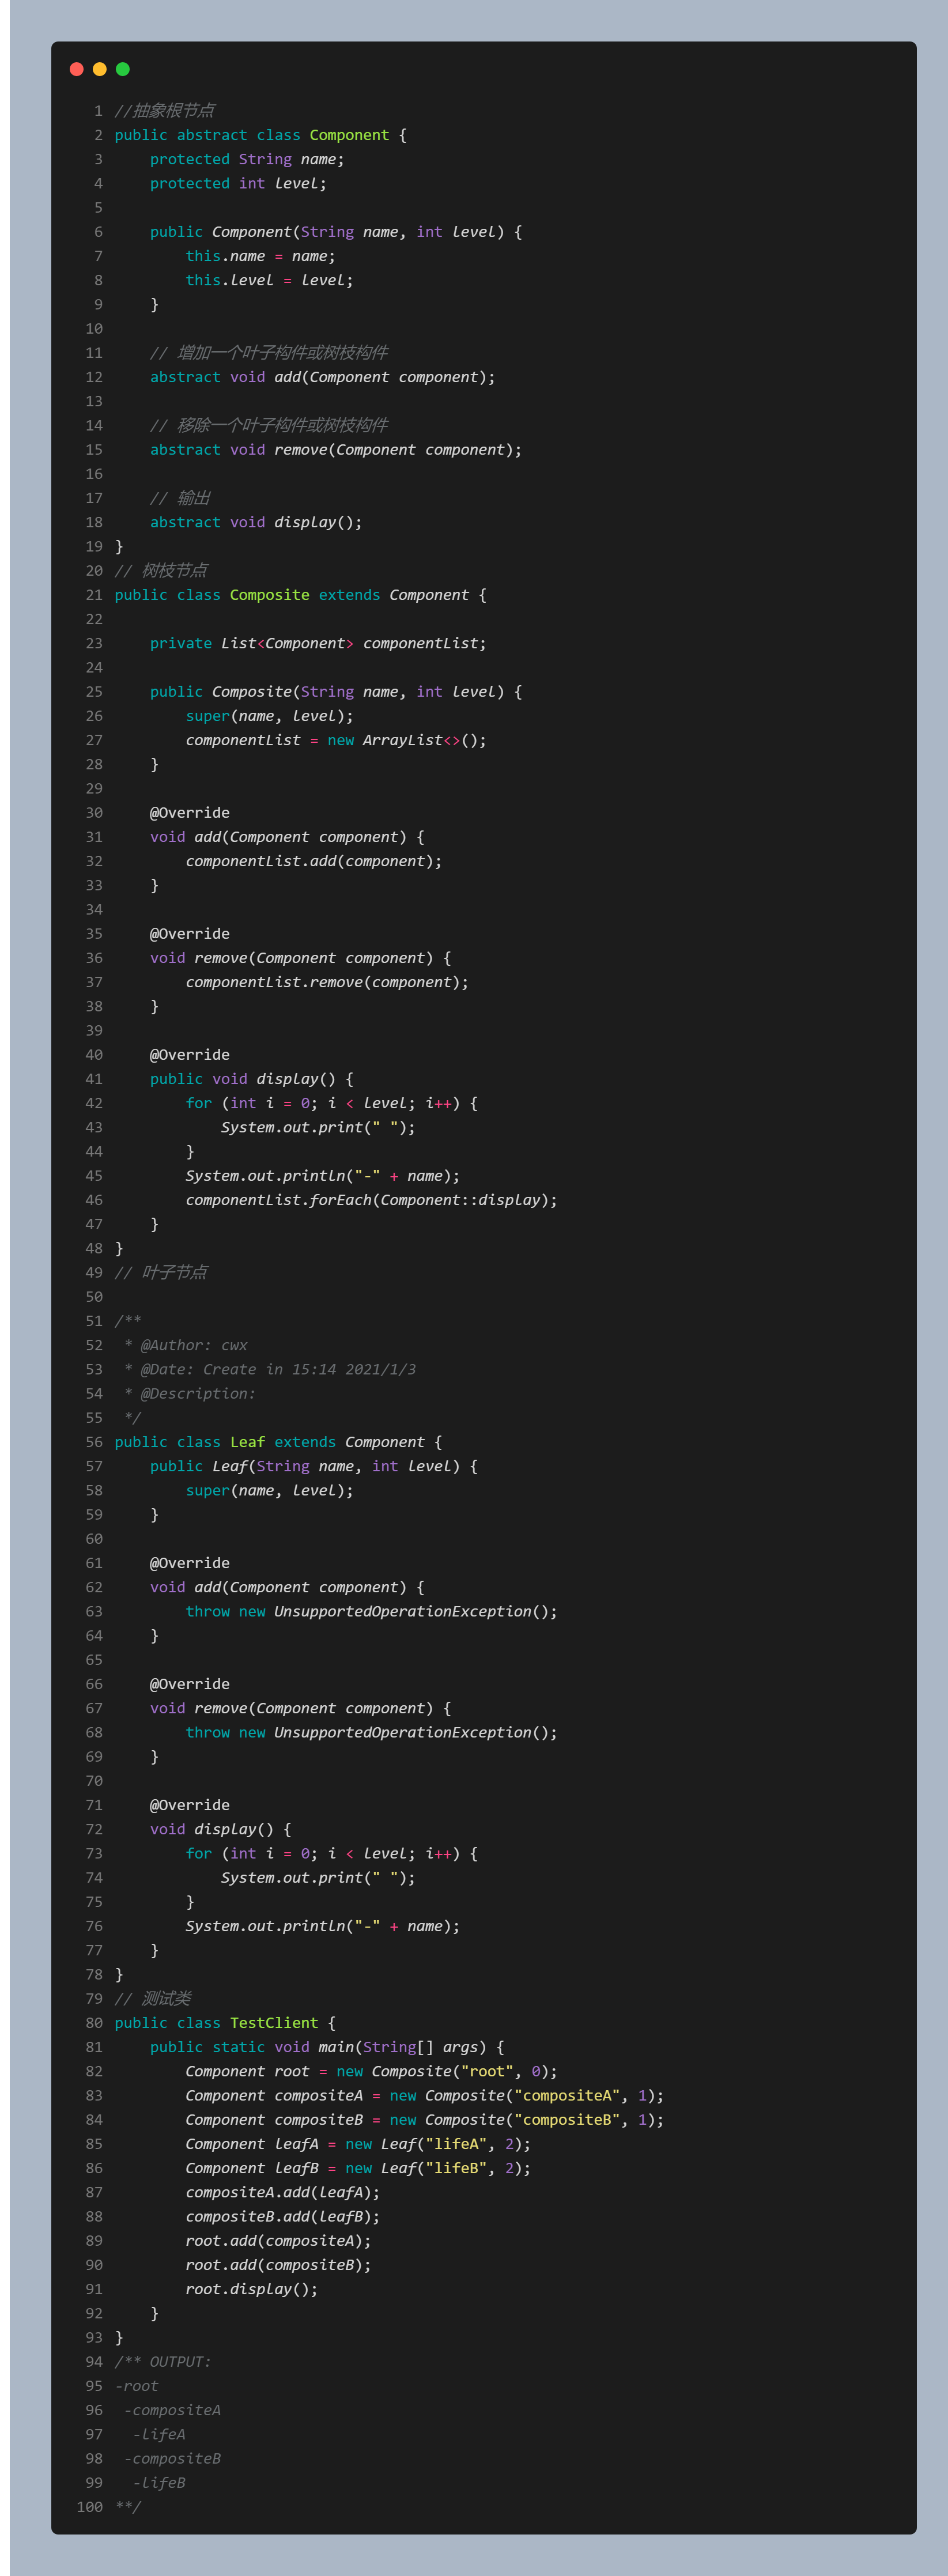 1 //抽象根节点
2 public abstract class Component {
3     protected String name;
4     protected int level;
5
6     public Component(String name, int level) {
7         this.name = name;
8         this.level = level;
9     }
10
11     // 增加一个叶子构件或树枝构件
12     abstract void add(Component component);
13
14     // 移除一个叶子构件或树枝构件
15     abstract void remove(Component component);
16
17     // 输出
18     abstract void display();
19 }
20 // 树枝节点
21 public class Composite extends Component {
22
23     private List<Component> componentList;
24
25     public Composite(String name, int level) {
26         super(name, level);
27         componentList = new ArrayList<>();
28     }
29
30     @Override
31     void add(Component component) {
32         componentList.add(component);
33     }
34
35     @Override
36     void remove(Component component) {
37         componentList.remove(component);
38     }
39
40     @Override
41     public void display() {
42         for (int i = 0; i < level; i++) {
43             System.out.print(" ");
44         }
45         System.out.println("-" + name);
46         componentList.forEach(Component::display);
47     }
48 }
49 // 叶子节点
50
51 /**
52  * @Author: cwx
53  * @Date: Create in 15:14 2021/1/3
54  * @Description:
55  */
56 public class Leaf extends Component {
57     public Leaf(String name, int level) {
58         super(name, level);
59     }
60
61     @Override
62     void add(Component component) {
63         throw new UnsupportedOperationException();
64     }
65
66     @Override
67     void remove(Component component) {
68         throw new UnsupportedOperationException();
69     }
70
71     @Override
72     void display() {
73         for (int i = 0; i < level; i++) {
74             System.out.print(" ");
75         }
76         System.out.println("-" + name);
77     }
78 }
79 // 测试类
80 public class TestClient {
81     public static void main(String[] args) {
82         Component root = new Composite("root", 0);
83         Component compositeA = new Composite("compositeA", 1);
84         Component compositeB = new Composite("compositeB", 1);
85         Component leafA = new Leaf("lifeA", 2);
86         Component leafB = new Leaf("lifeB", 2);
87         compositeA.add(leafA);
88         compositeB.add(leafB);
89         root.add(compositeA);
90         root.add(compositeB);
91         root.display();
92     }
93 }
94 /** OUTPUT:
95 -root
96  -compositeA
97   -lifeA
98  -compositeB
99   -lifeB
100 **/